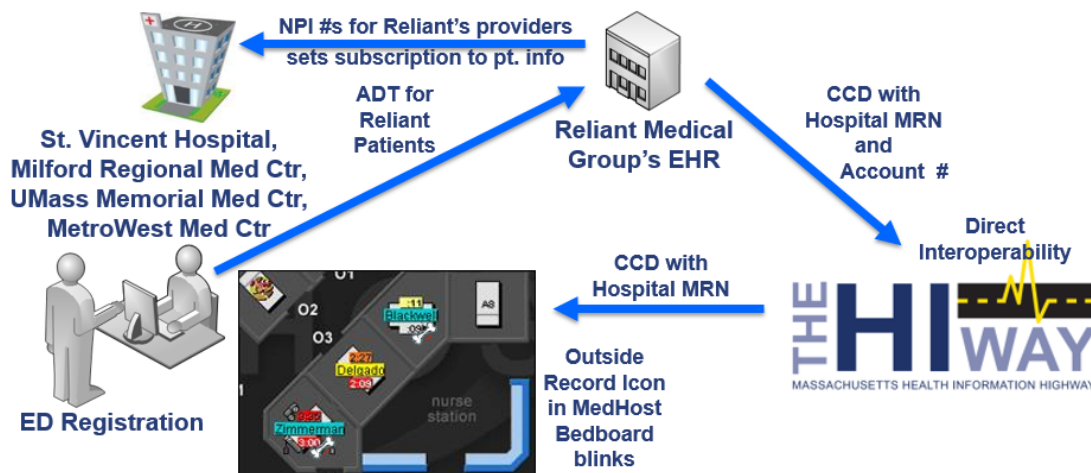 NPI #s for Reliant's providers
sets subscription to pt. info
ADT for
Reliant
Patients
St. Vincent Hospital,
Milford Regional Med Ctr,
UMass Memorial Med Ctr,
MetroWest Med Ctr
Reliant Medical
Group's EHR
CCD with
Hospital MRN
and
Account #
Direct
Interoperability
THE
HI
WAY
MASSACHUSETTS HEALTH INFORMATION HIGHWAY
CCD with
Hospital MRN
Outside
Record Icon
in MedHost
Bedboard
blinks
ED Registration
O1
O2
O3
:11
Blackwel
:09
AS
2:27
Delgado
2:09
Zimmerman
3:00
nurse
station
H